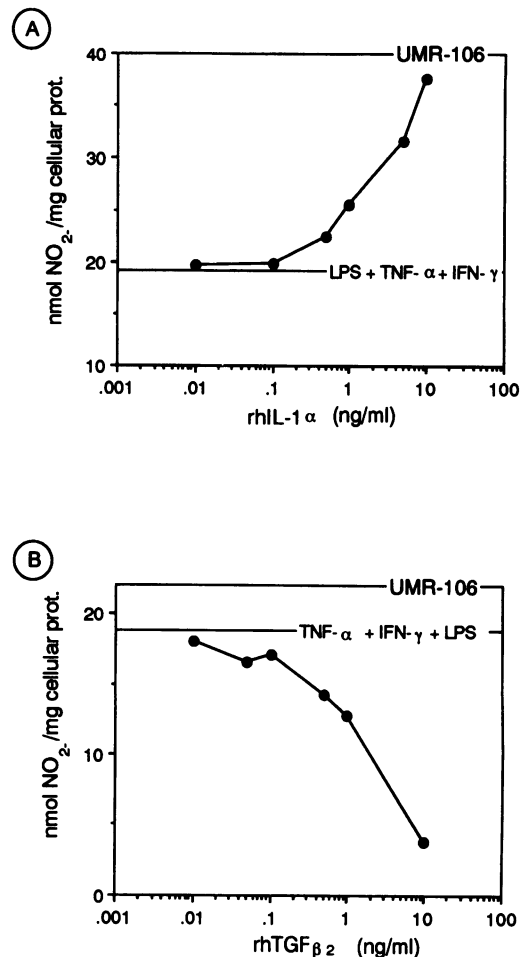 A
UMR-106
nmol NO2-/mg cellular prot.
40
30
20
10
LPS + TNF- α + IFN- γ
.001 .01 .1 1 10 100
rhIL-1 α (ng/ml)
B
UMR-106
nmol NO2-/mg cellular prot.
20
10
0
TNF- α + IFN- γ + LPS
.001 .01 .1 1 10 100
rhTGFβ2 (ng/ml)